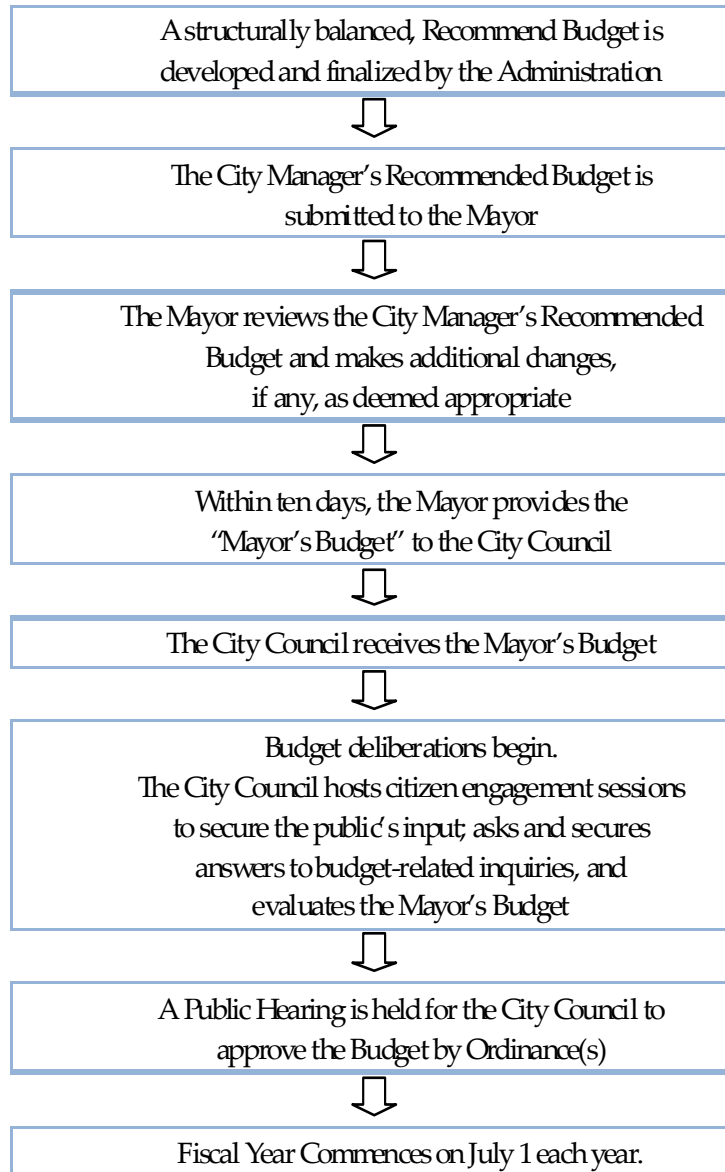 A structurally balanced, Recommend Budget is
developed and finalized by the Administration
The City Manager's Recommended Budget is
submitted to the Mayor
The Mayor reviews the City Manager's Recommended
Budget and makes additional changes,
if any, as deemed appropriate
Within ten days, the Mayor provides the
“Mayor's Budget” to the City Council
The City Council receives the Mayor's Budget
Budget deliberations begin.
The City Council hosts citizen engagement sessions
to secure the public's input; asks and secures
answers to budget-related inquiries, and
evaluates the Mayor's Budget
A Public Hearing is held for the City Council to
approve the Budget by Ordinance(s)
Fiscal Year Commences on July 1 each year.